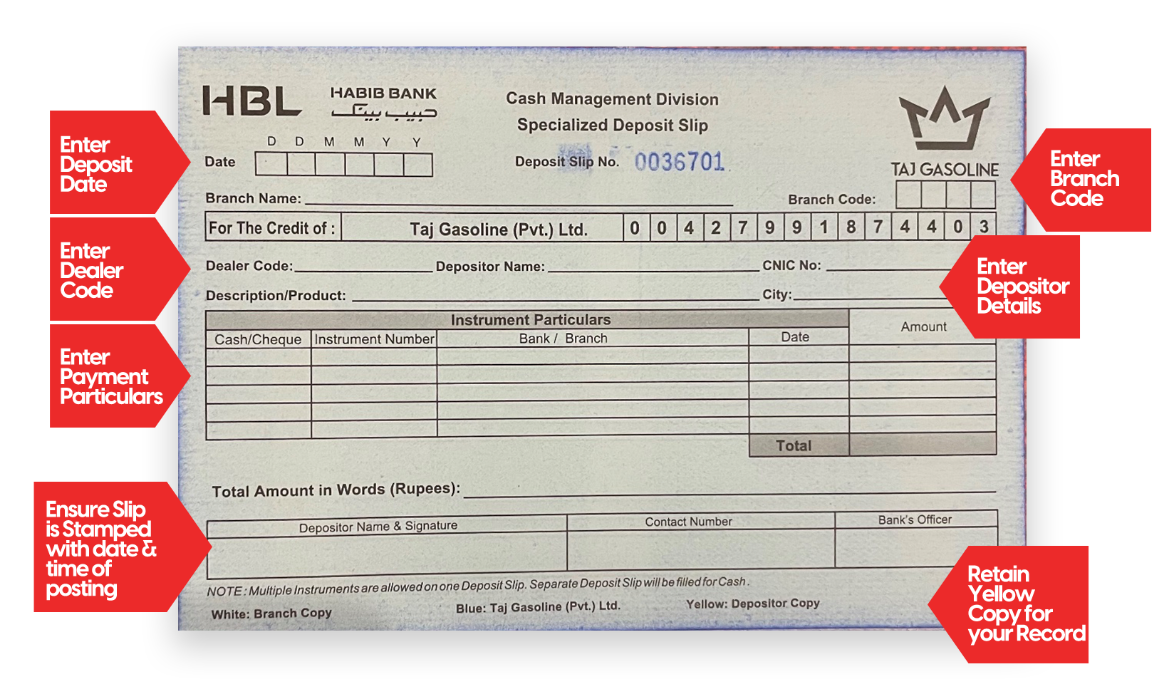 HBL
HABIB BANK
حبیب بینک
Cash Management Division
Specialized Deposit Slip
D D M M Y Y
Date
Deposit Slip No. 0036701
TAJ GASOLINE
Branch Name:
Branch Code:
For The Credit of :
Taj Gasoline (Pvt.) Ltd.
0 0 4 2 7 9 9 1 8 7 4 4 0 3
Dealer Code:
Depositor Name:
CNIC No:
Description/Product:
City:
Instrument Particulars
Amount
Cash/Cheque
Instrument Number
Bank / Branch
Date
Total
Total Amount in Words (Rupees):
Depositor Name & Signature
Contact Number
Bank's Officer
NOTE : Multiple Instruments are allowed on one Deposit Slip. Separate Deposit Slip will be filled for Cash .
White: Branch Copy
Blue: Taj Gasoline (Pvt.) Ltd.
Yellow: Depositor Copy
Enter
Deposit
Date
Enter
Dealer
Code
Enter
Payment
Particulars
Ensure Slip
is Stamped
with date &
time of
posting
Enter
Branch
Code
Enter
Depositor
Details
Retain
Yellow
Copy for
your Record